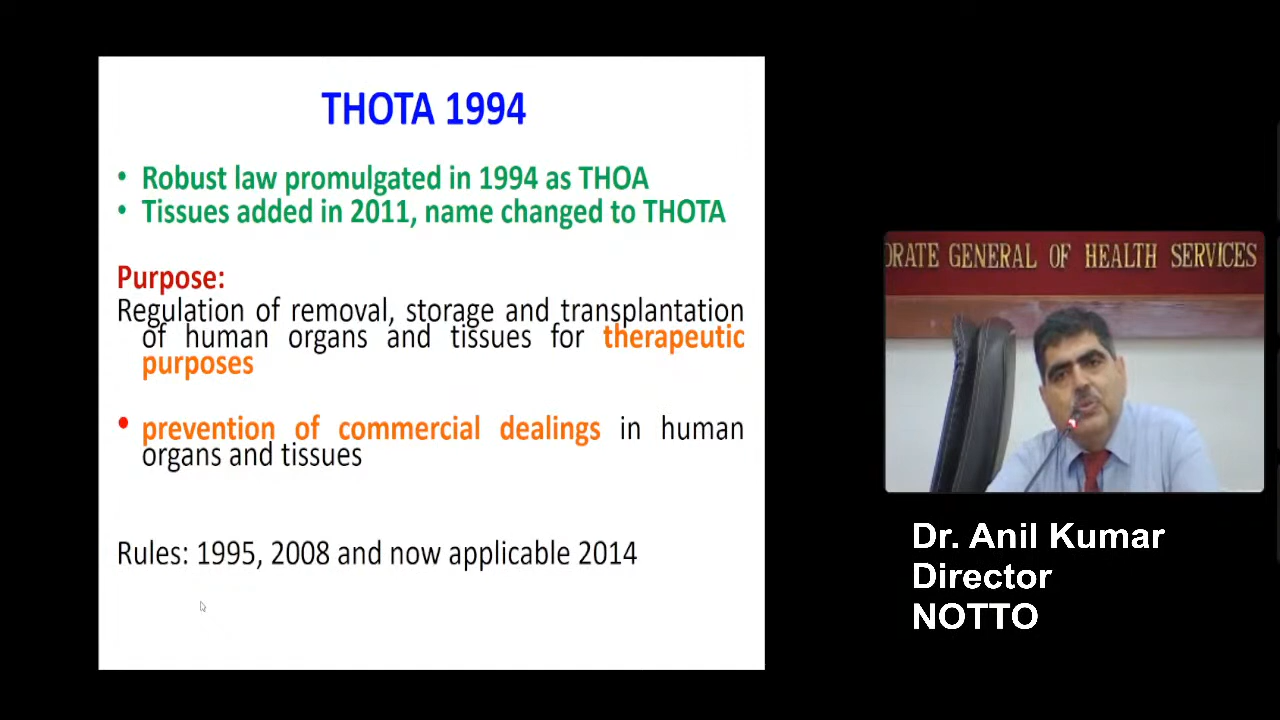 THOTA 1994
• Robust law promulgated in 1994 as THOA
• Tissues added in 2011, name changed to THOTA
Purpose:
Regulation of removal, storage and transplantation
of human organs and tissues for therapeutic
purposes
• prevention of commercial dealings in human
organs and tissues
Rules: 1995, 2008 and now applicable 2014
ORATE GENERAL OF HEALTH SERVICES
Dr. Anil Kumar
Director
NOTTO